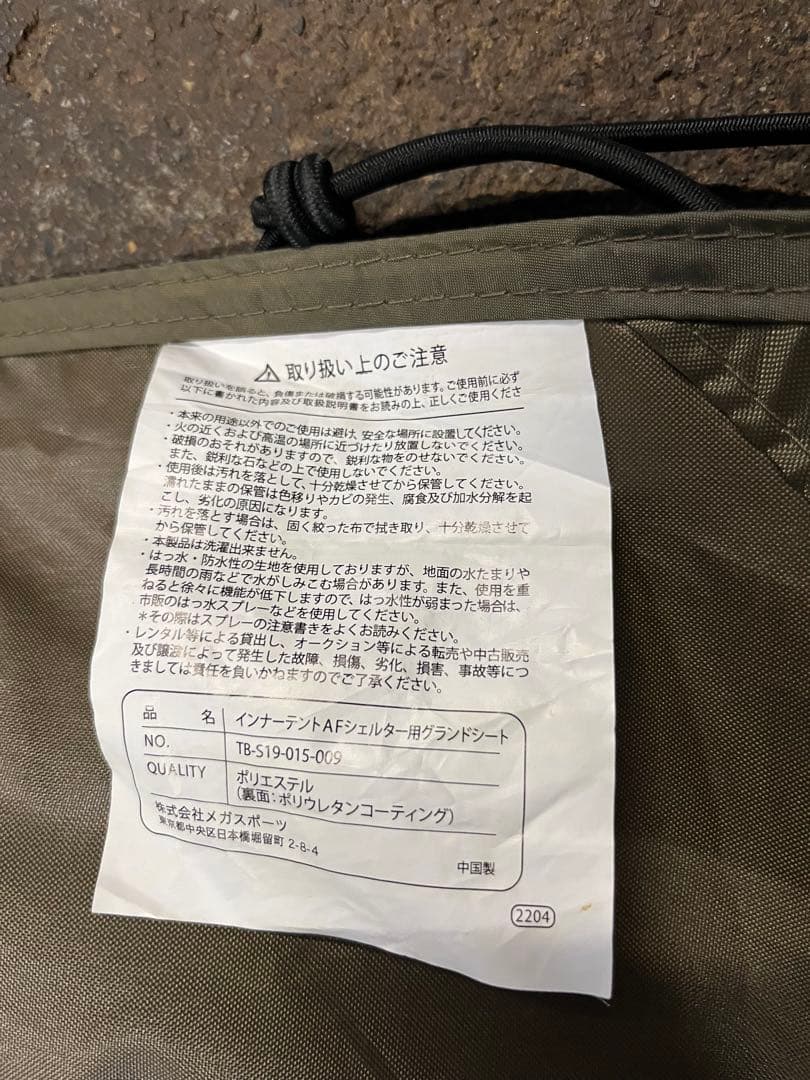 ⚠ 取り扱い上のご注意
取り扱いを誤ると、負傷または破損する可能性があります。ご使用前に必ず
以下に書かれた内容及び取扱説明書をお読みの上、正しくご使用くださ
・本来の用途以外でのご使用は避け、安全な場所に設置してください。
・火の近くおよび高温の場所に近づけたり放置しないでください。
・破損のおそれがありますので、鋭利な物をのせないでください。
また、鋭利な石などの上で使用しないでください。
・使用後は汚れを落として、十分乾燥させてから保管してください。
濡れたままの保管は色移りやカビの発生、腐食及び加水分解を起
こし、劣化の原因になります。
・汚れを落とす場合は、固く絞った布で拭き取り、十分乾燥させて
から保管してください。
・本製品は洗濯出来ません。
・はっ水・防水性の生地を使用しておりますが、地面の水たまりや
長時間の雨などで水がしみこむ場合があります。また、使用を重
ねると徐々に機能が低下しますので、はっ水性が弱まった場合は、
市販のはっ水スプレーなどを使用してください。
＊その際はスプレーの注意書きをよくお読みください。
・レンタル等による貸出し、オークション等による転売や中古販売
及び譲渡によって発生した故障、損傷、劣化、損害、事故等につ
きましては責任を負いかねますのでご了承ください。
品 名 インナーテントAFシェルター用グランドシート
NO. TB-S19-015-009
QUALITY ポリエステル
(裏面：ポリウレタンコーティング)
株式会社メガスポーツ
東京都中央区日本橋堀留町 2-8-4
中国製
2204